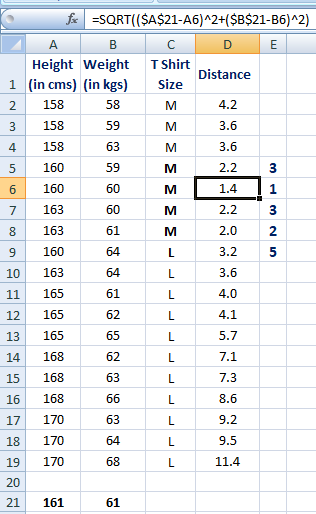 fx =SQRT(($A$21-A6)^2+($B$21-B6)^2)
A B C D E
1 Height (in cms) Weight (in kgs) T Shirt Size Distance
2 158 58 M 4.2
3 158 59 M 3.6
4 158 63 M 3.6
5 160 59 M 2.2 3
6 160 60 M 1.4 1
7 163 60 M 2.2 3
8 163 61 M 2.0 2
9 160 64 L 3.2 5
10 163 64 L 3.6
11 165 61 L 4.0
12 165 62 L 4.1
13 165 65 L 5.7
14 168 62 L 7.1
15 168 63 L 7.3
16 168 66 L 8.6
17 170 63 L 9.2
18 170 64 L 9.5
19 170 68 L 11.4
20
21 161 61